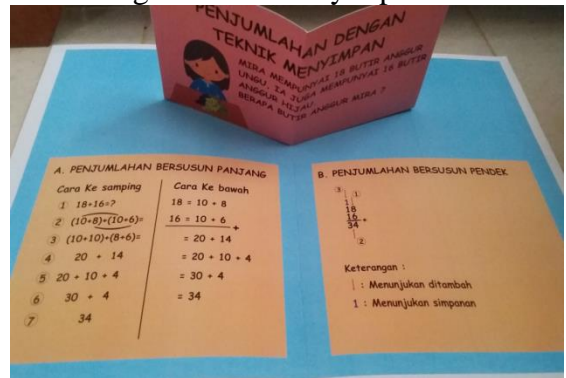 PENJUMLAHAN DENGAN
TEKNIK MENYIMPAN
MIRA MEMPUNYAI 18 BUTIR ANGGUR
UNGU, IA JUGA MEMPUNYAI 16 BUTIR
ANGGUR HIJAU
BERAPA BUTIR ANGGUR MIRA ?
A. PENJUMLAHAN BERSUSUN PANJANG
Cara Ke samping
① 18+16=?
② (10+8)+(10+6)=
③ (10+10)+(8+6)=
④ 20 + 14
⑤ 20 + 10 + 4
⑥ 30 + 4
⑦ 34
Cara Ke bawah
18 = 10 + 8
16 = 10 + 6
+
= 20 + 14
= 20 + 10 + 4
= 30 + 4
= 34
B. PENJUMLAHAN BERSUSUN PENDEK
③ ①
1
18
16 +
34
②
Keterangan :
| : Menunjukan ditambah
1 : Menunjukan simpanan